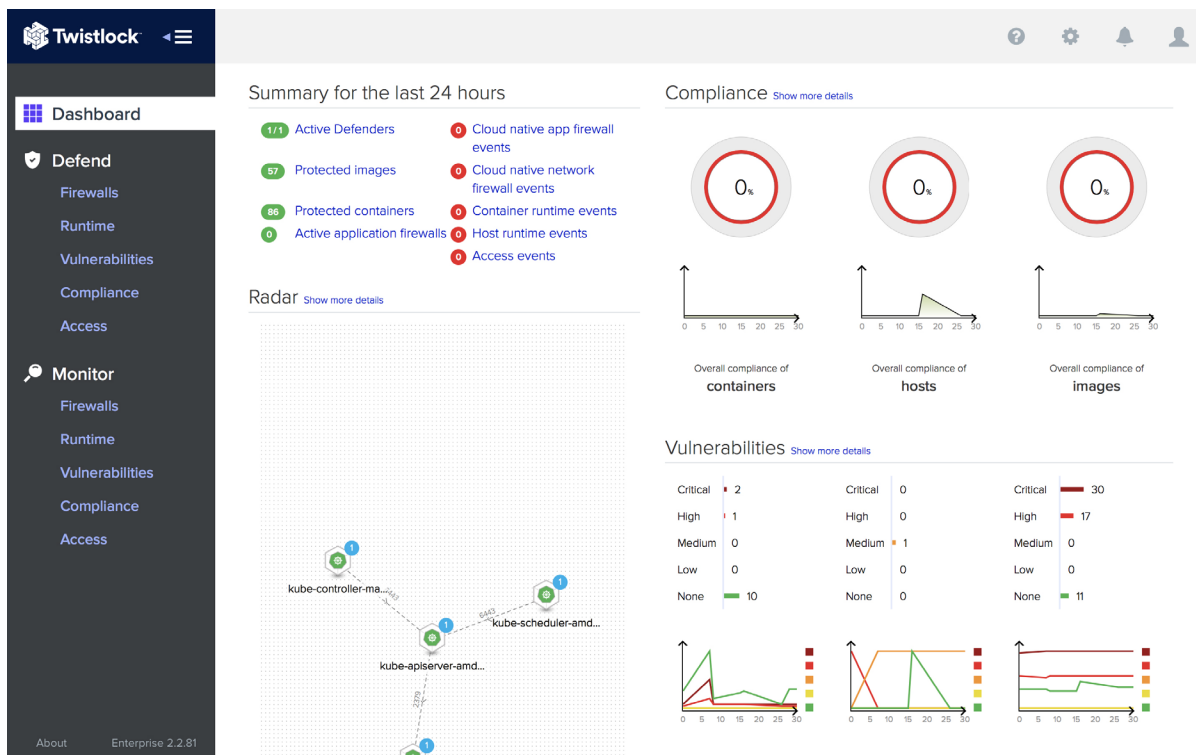 Twistlock
Dashboard
Defend
Firewalls
Runtime
Vulnerabilities
Compliance
Access
Monitor
Firewalls
Runtime
Vulnerabilities
Compliance
Access
About Enterprise 2.2.81
Summary for the last 24 hours
1/1 Active Defenders
57 Protected images
86 Protected containers
0 Active application firewalls
0 Cloud native app firewall
events
0 Cloud native network
firewall events
0 Container runtime events
0 Host runtime events
0 Access events
Radar Show more details
1
kube-controller-ma...
1
kube-scheduler-amd...
6443
1
kube-apiserver-amd...
2379
1
Compliance Show more details
0% 0% 0%
0 5 10 15 20 25 30
0 5 10 15 20 25 30
0 5 10 15 20 25 30
Overall compliance of
containers
Overall compliance of
hosts
Overall compliance of
images
Vulnerabilities Show more details
Critical 2
High 1
Medium 0
Low 0
None 10
Critical 0
High 0
Medium 1
Low 0
None 0
Critical 30
High 17
Medium 0
Low 0
None 11
0 5 10 15 20 25 30
0 5 10 15 20 25 30
0 5 10 15 20 25 30